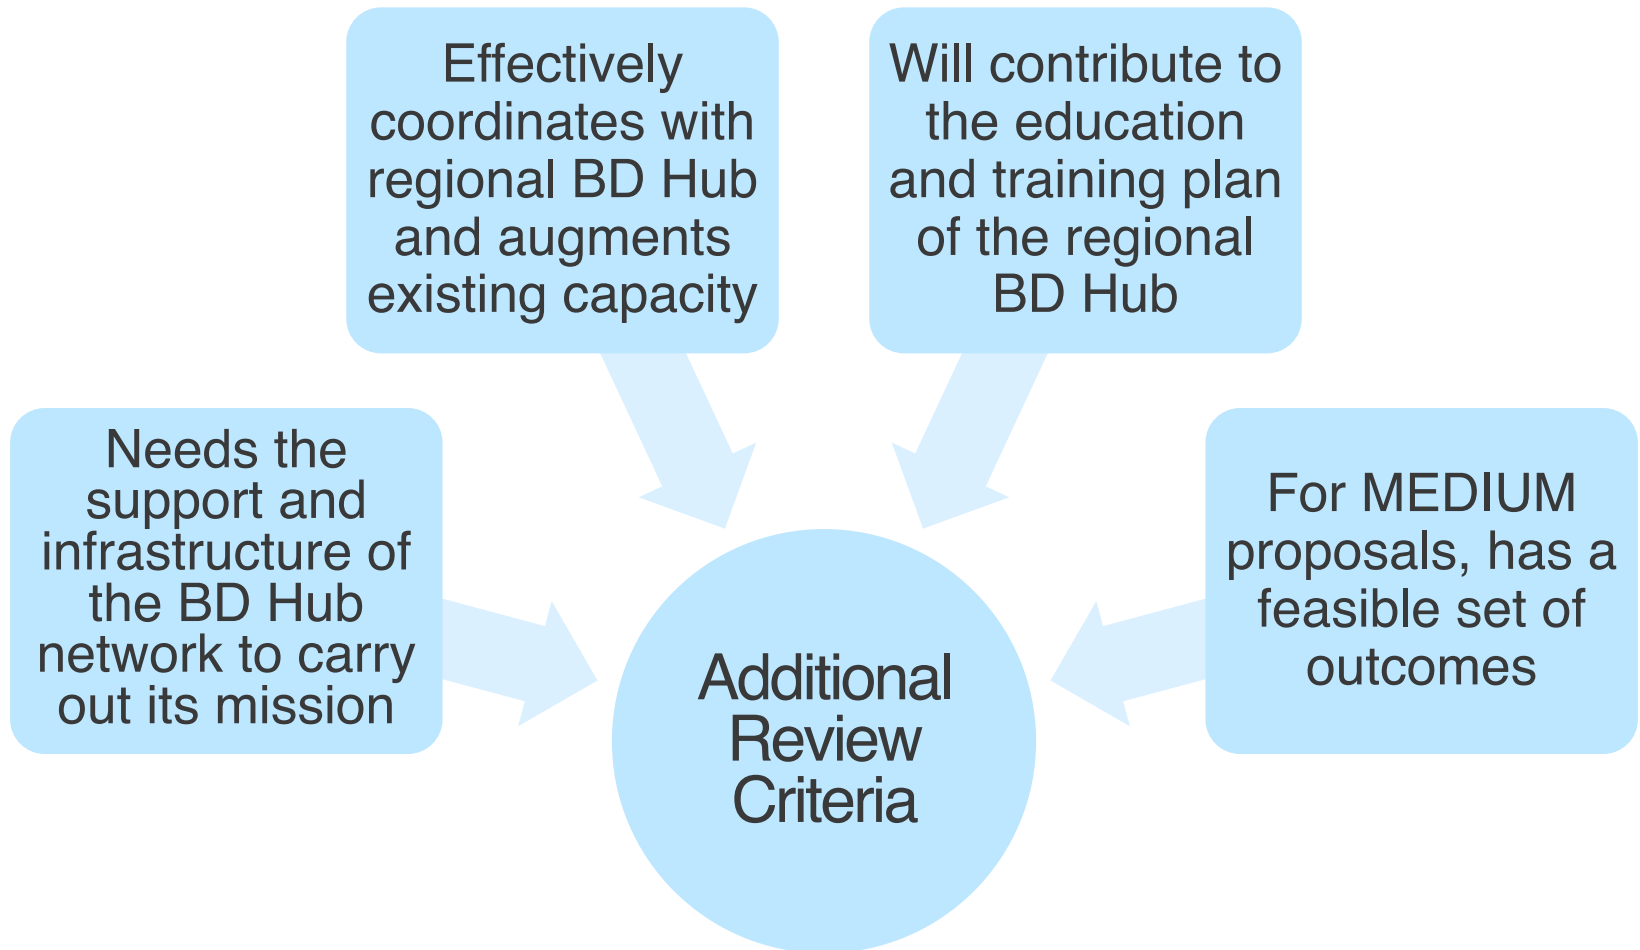 Effectively
coordinates with
regional BD Hub
and augments
existing capacity
Will contribute to
the education
and training plan
of the regional
BD Hub
Needs the
support and
infrastructure of
the BD Hub
network to carry
out its mission
For MEDIUM
proposals, has a
feasible set of
outcomes
Additional
Review
Criteria